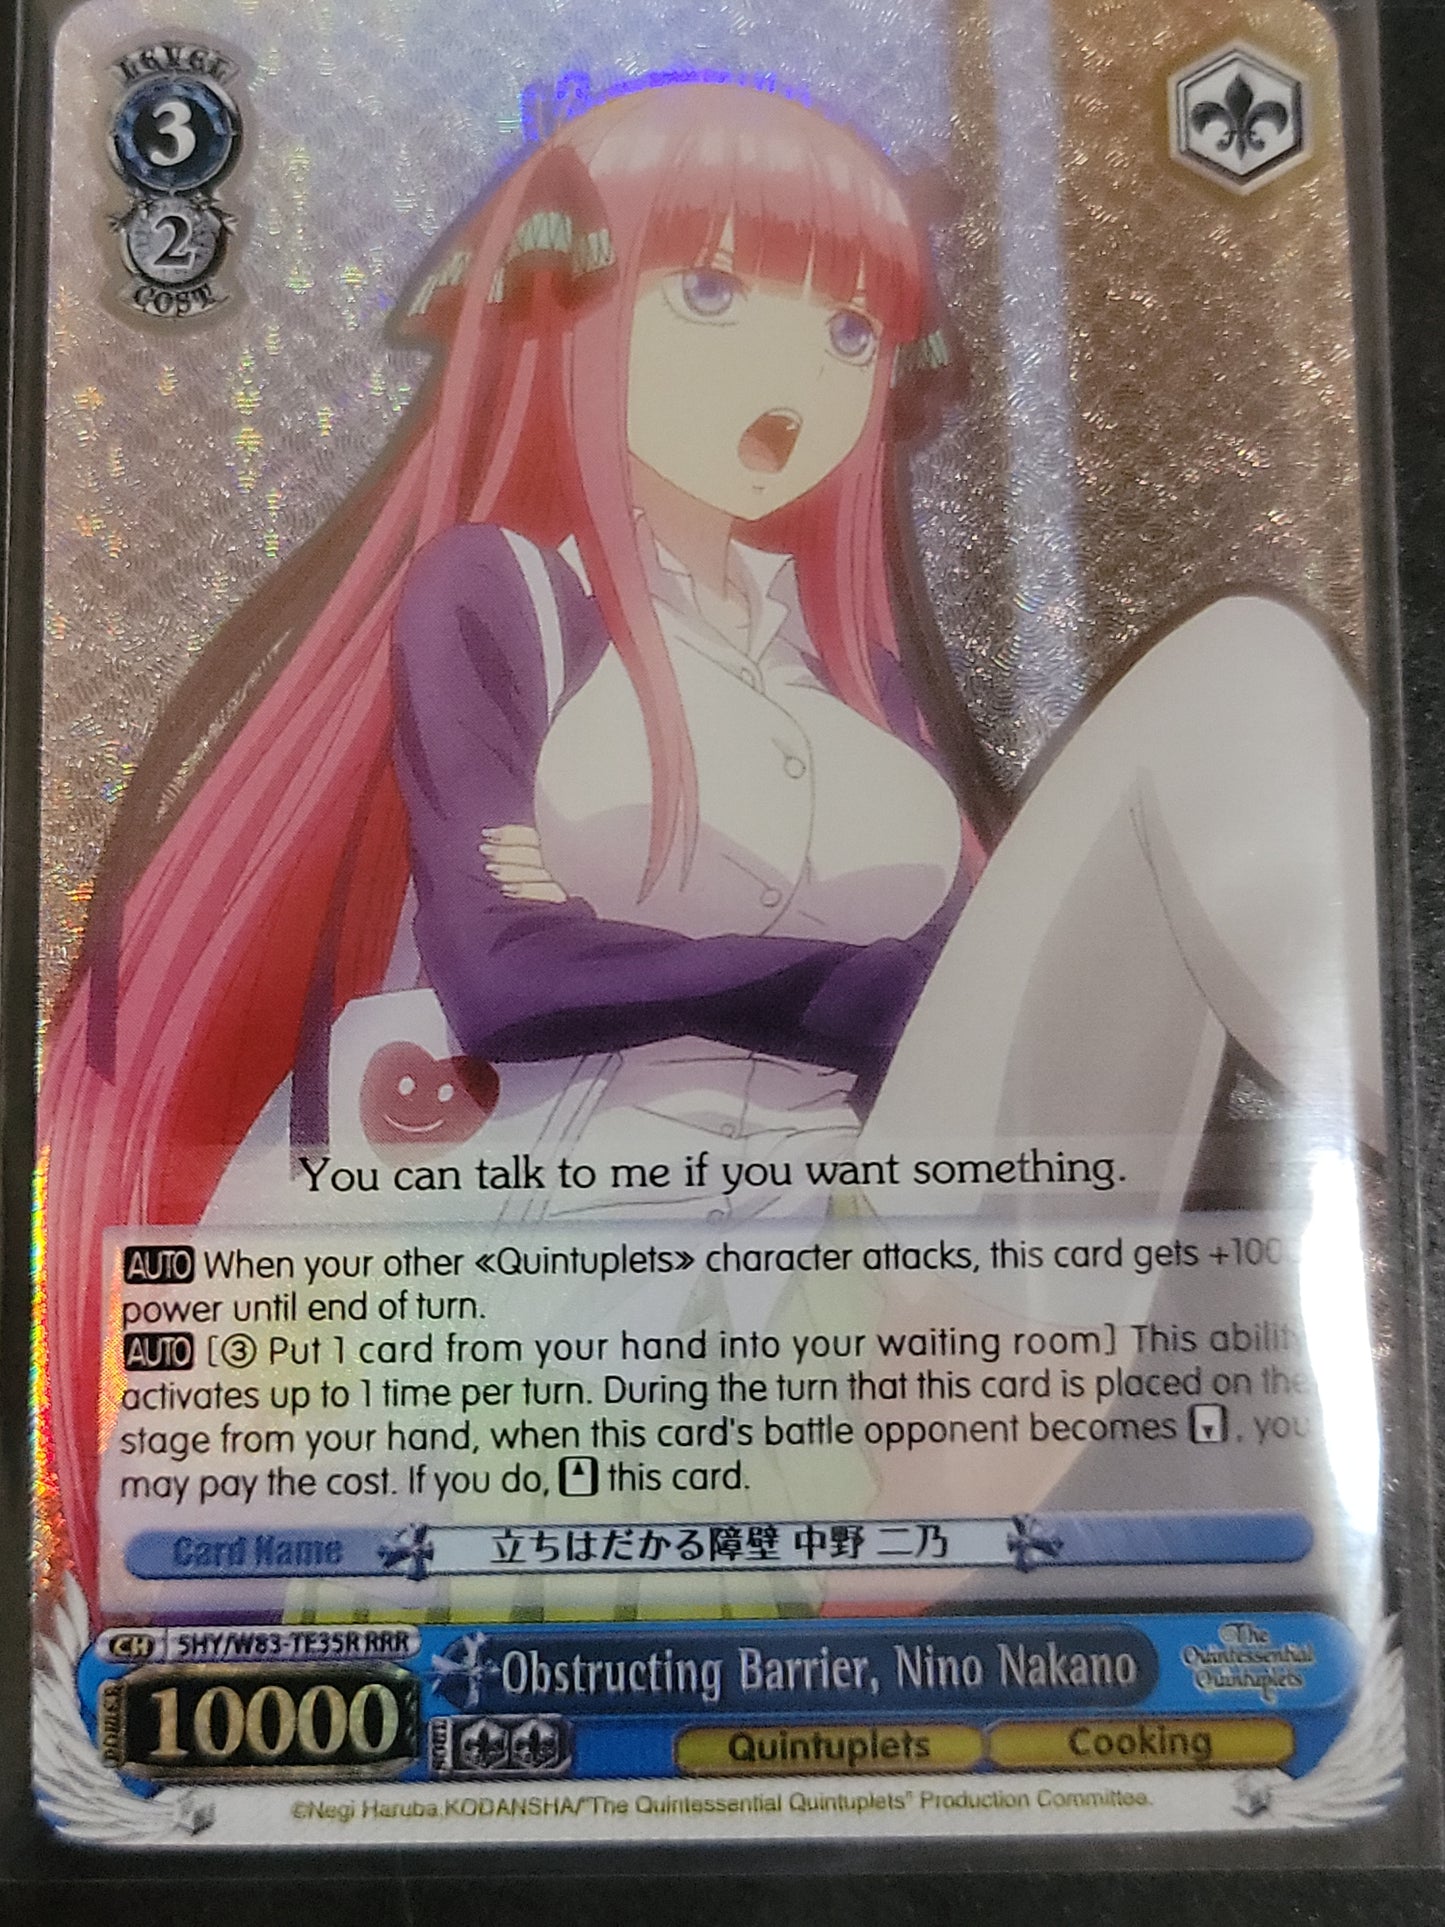 LEVEL
3
2
COST
You can talk to me if you want something.
AUTO When your other «Quintuplets» character attacks, this card gets +100
power until end of turn.
AUTO [③ Put 1 card from your hand into your waiting room] This abilit
activates up to 1 time per turn. During the turn that this card is placed on the
stage from your hand, when this card's battle opponent becomes , you
may pay the cost. If you do, this card.
Card Name 立ちはだかる障壁 中野 二乃
CH 5HY/W83-TE35R RRR
Obstructing Barrier, Nino Nakano
The
Quintessential
Quintuplets
POWER 10000
SOUL
Quintuplets Cooking
©Negi Haruba,KODANSHA/"The Quintessential Quintuplets" Production Committee.